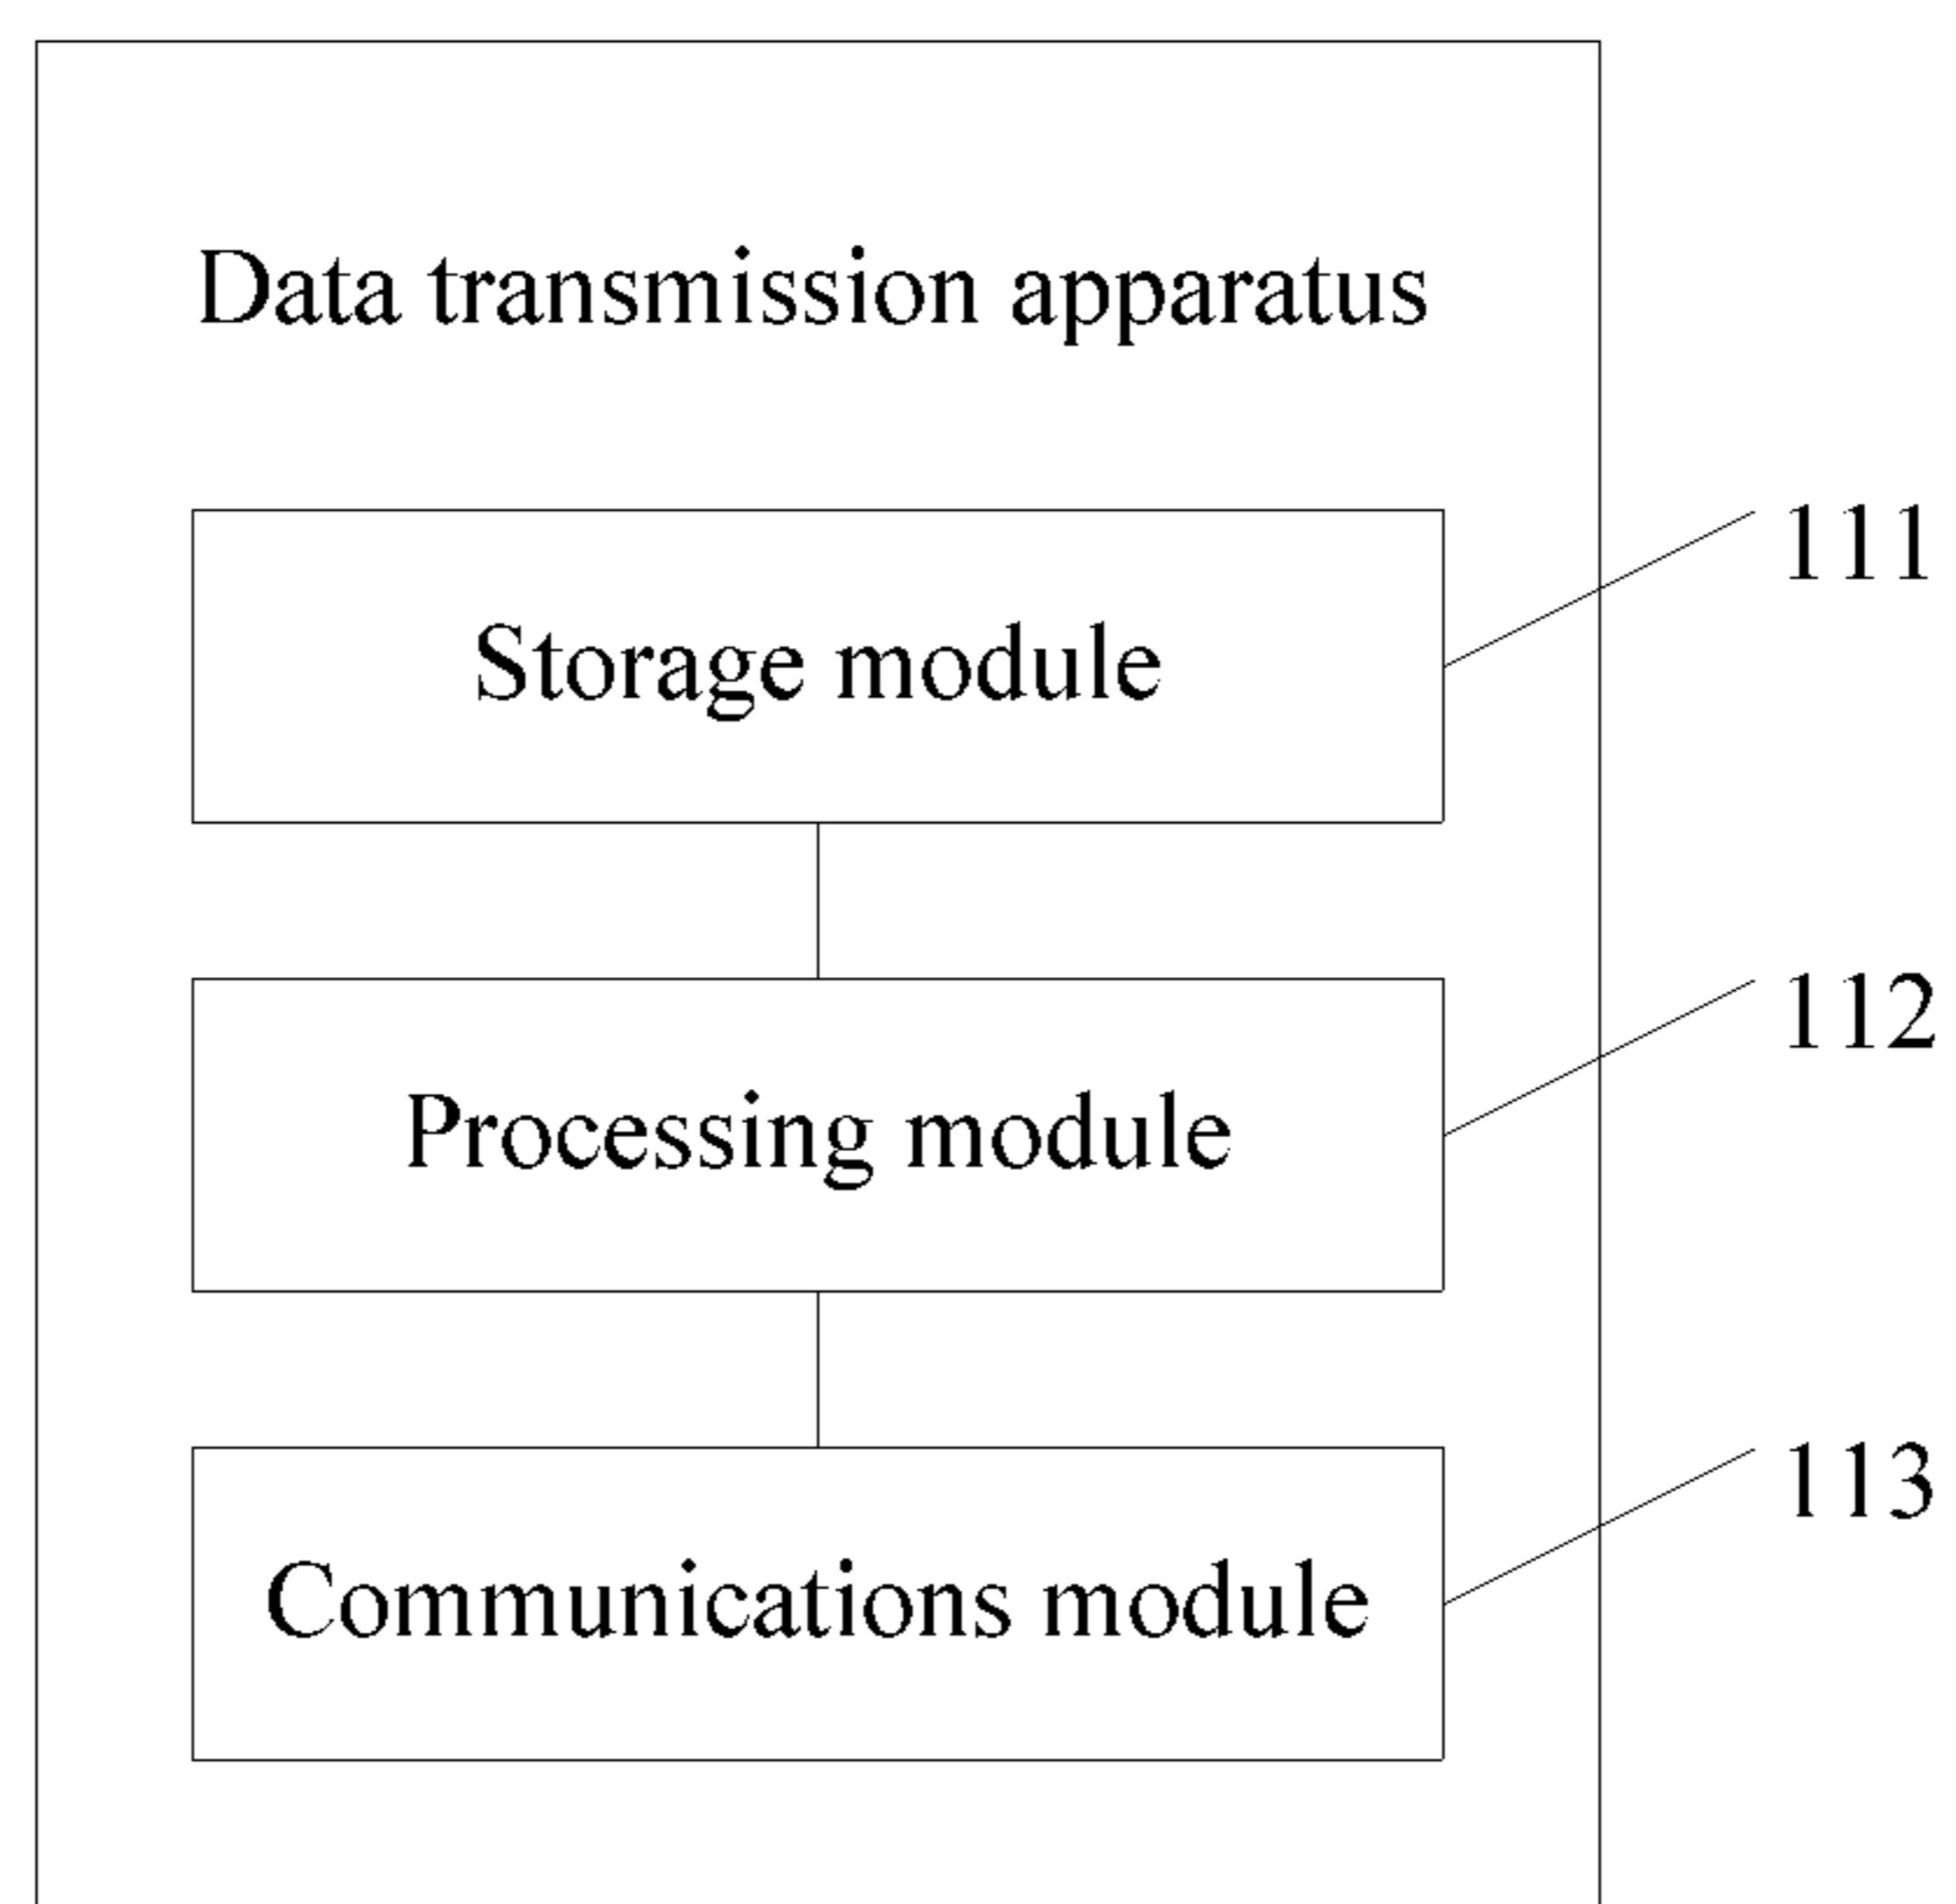 Data transmission apparatus
111
Storage module
112
Processing module
113
Communications module